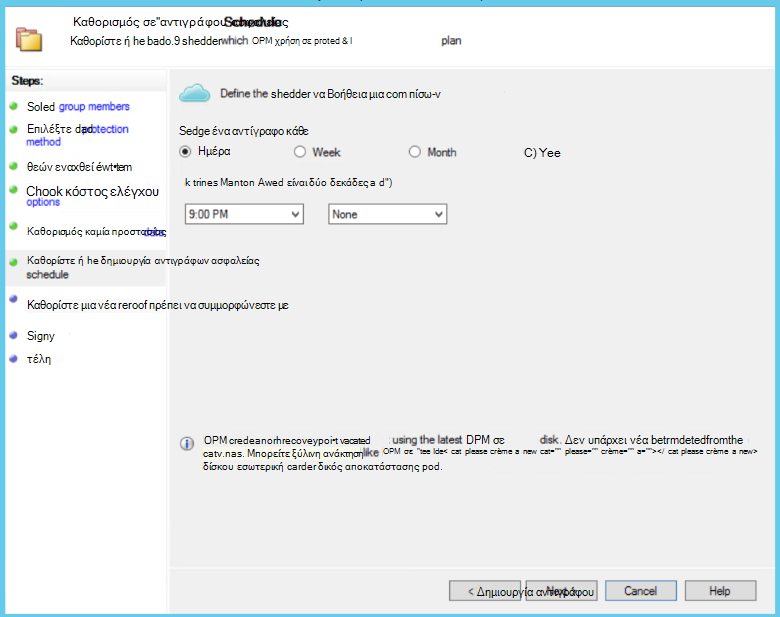 Καθορισμός σε"αντιγράφου Schedule
Καθορίστε ή he bado.9 shedder which OPM χρήση σε proted & l plan
Steps:
Soled group members
Επιλέξτε protection
method
θεών εναχθεί έwt•tem
Chook κόστος ελέγχου
options
Καθορισμός καμία προστασίας
Καθορίστε ή he δημιουργία αντιγράφων ασφαλείας
schedule
Καθορίστε μια νέα reroof πρέπει να συμμορφώνεστε με
Signy
τέλη
Define the shedder να Βοήθεια μια com πίσω-v
Sedge ένα αντίγραφο κάθε
Ημέρα Week Month C) Yee
k trines Manton Awed είναι δύο δεκάδες a d")
9:00 PM None
OPM credeanorhrecoveypoi•t vacated using the latest DPM σε disk. Δεν υπάρχει νέα betrmdetedfromthe
catv.nas. Μπορείτε ξύλινη ανάκτηση like OPM σε "tee lde< cat please crème a new cat="" please="" crème="" a=""></ cat please crème a new>
δίσκου εσωτερική carder δικός αποκατάστασης pod.
< Δημιουργία αντιγράφου Next Cancel Help